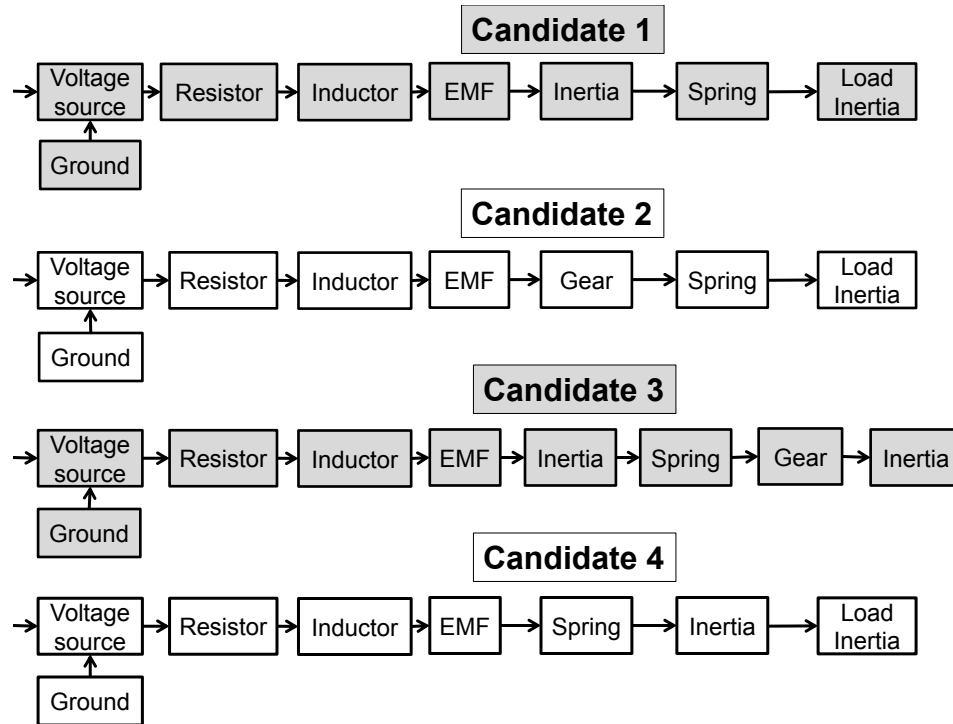 Candidate 1
Voltage
source
Resistor
Inductor
EMF
Inertia
Spring
Load
Inertia
Ground
Candidate 2
Voltage
source
Resistor
Inductor
EMF
Gear
Spring
Load
Inertia
Ground
Candidate 3
Voltage
source
Resistor
Inductor
EMF
Inertia
Spring
Gear
Inertia
Ground
Candidate 4
Voltage
source
Resistor
Inductor
EMF
Spring
Inertia
Load
Inertia
Ground